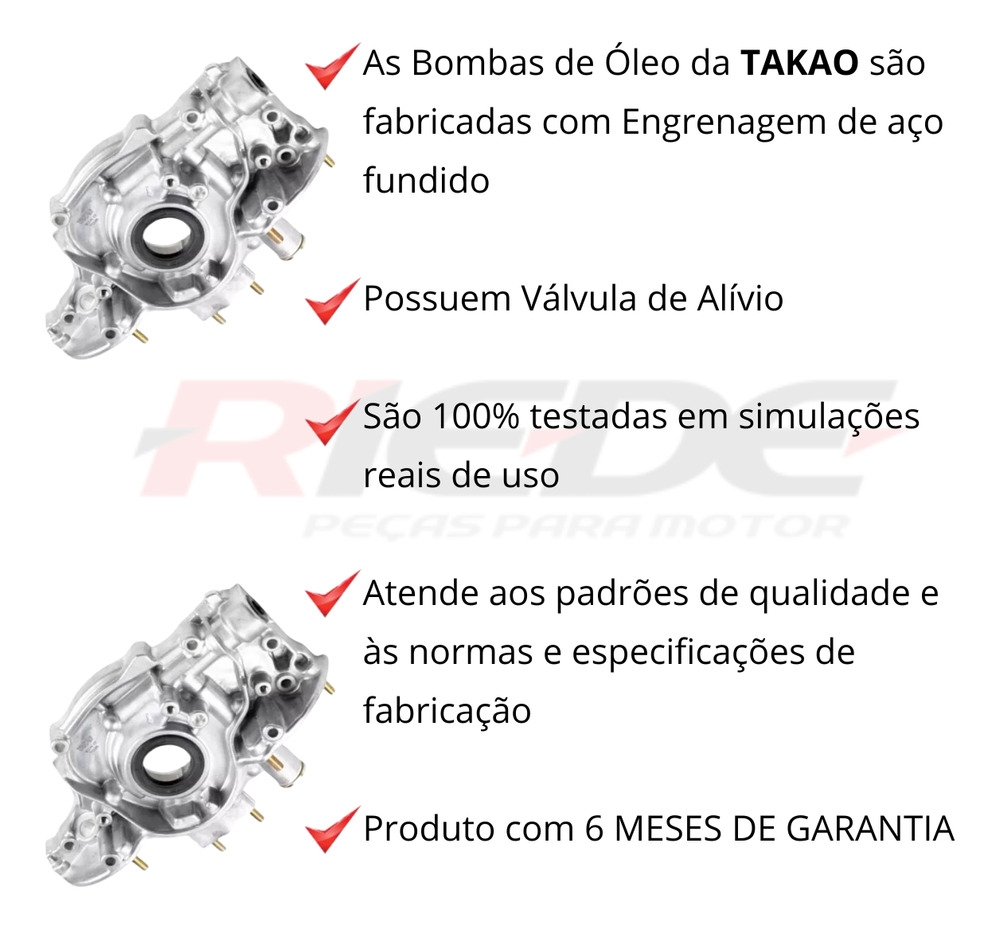 As Bombas de Óleo da TAKAO são
fabricadas com Engrenagem de aço
fundido
Possuem Válvula de Alívio
RIEDE
São 100% testadas em simulações
reais de uso
PEÇAS PARA MOTOR
Atende aos padrões de qualidade e
às normas e especificações de
fabricação
Produto com 6 MESES DE GARANTIA